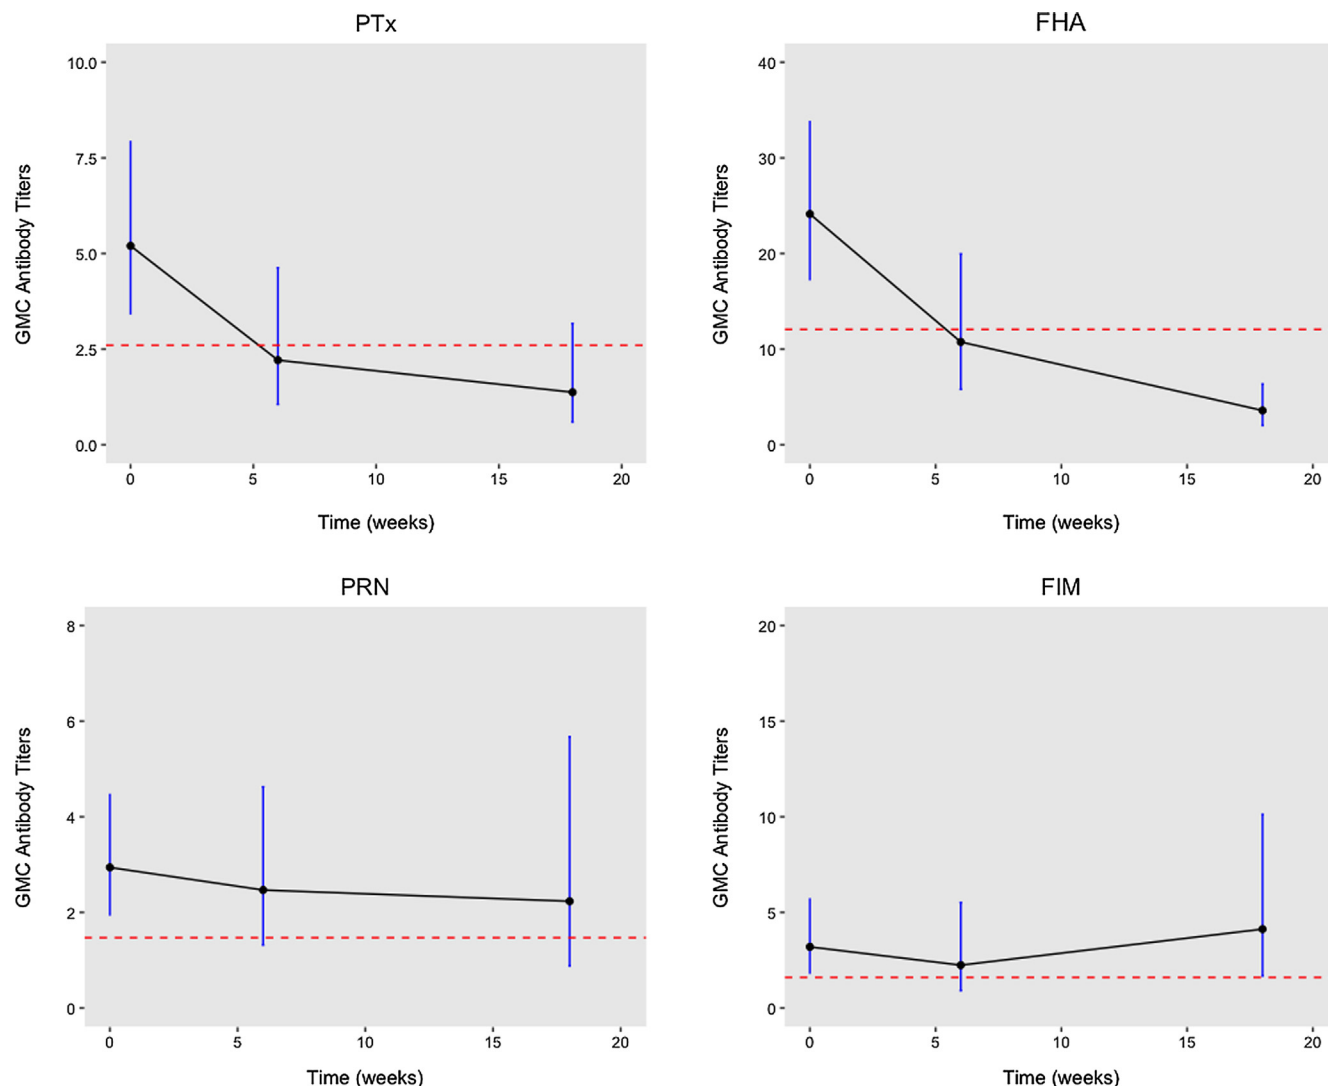 PTx
10.0
7.5
5.0
2.5
0.0
GMC Antibody Titers
0 5 10 15 20
Time (weeks)
FHA
40
30
20
10
0
GMC Antibody Titers
0 5 10 15 20
Time (weeks)
PRN
8
6
4
2
0
GMC Antibody Titers
0 5 10 15 20
Time (weeks)
FIM
20
15
10
5
0
GMC Antibody Titers
0 5 10 15 20
Time (weeks)